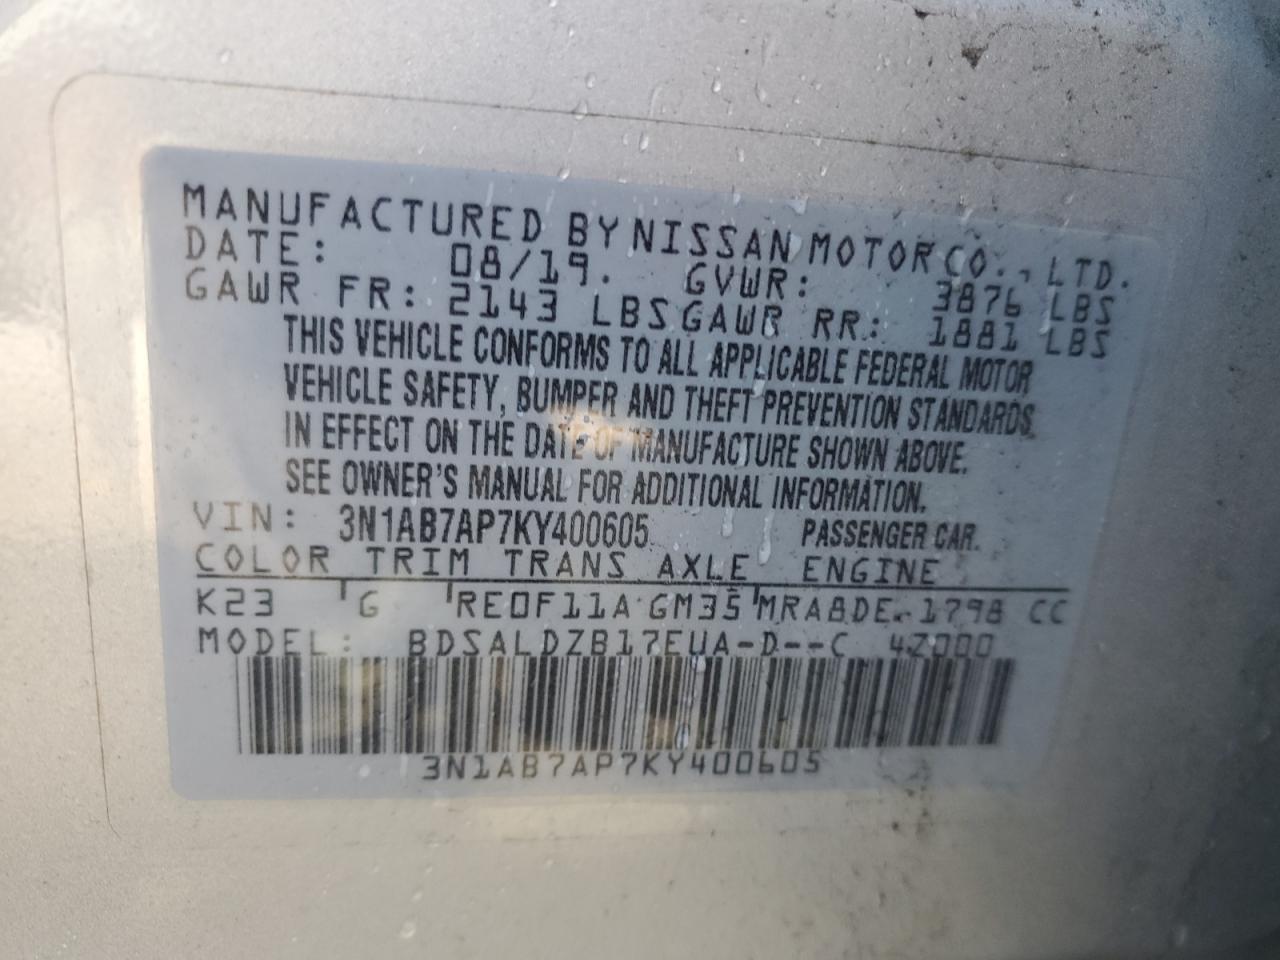 MANUFACTURED BY NISSAN MOTOR CO., LTD.
DATE: 08/19. GVWR: 3876 LBS
GAWR FR: 2143 LBS GAWR RR: 1881 LBS
THIS VEHICLE CONFORMS TO ALL APPLICABLE FEDERAL MOTOR
VEHICLE SAFETY, BUMPER AND THEFT PREVENTION STANDARDS
IN EFFECT ON THE DATE OF MANUFACTURE SHOWN ABOVE.
SEE OWNER'S MANUAL FOR ADDITIONAL INFORMATION.
VIN: 3N1AB7AP7KY400605 PASSENGER CAR.
COLOR TRIM TRANS AXLE ENGINE
K23 G RE0F11A GM35 MRA8DE 1798 CC
MODEL: BDSALDZB17EUA-D--C 4Z000
3N1AB7AP7KY400605